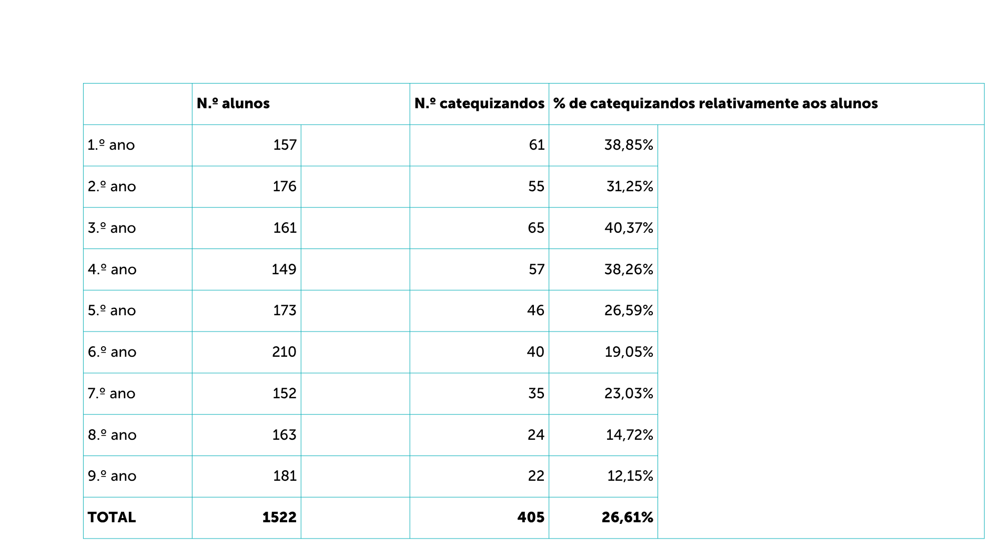 N.º alunos N.º catequizandos % de catequizandos relativamente aos alunos
1.º ano 157 61 38,85%
2.º ano 176 55 31,25%
3.º ano 161 65 40,37%
4.º ano 149 57 38,26%
5.º ano 173 46 26,59%
6.º ano 210 40 19,05%
7.º ano 152 35 23,03%
8.º ano 163 24 14,72%
9.º ano 181 22 12,15%
TOTAL 1522 405 26,61%